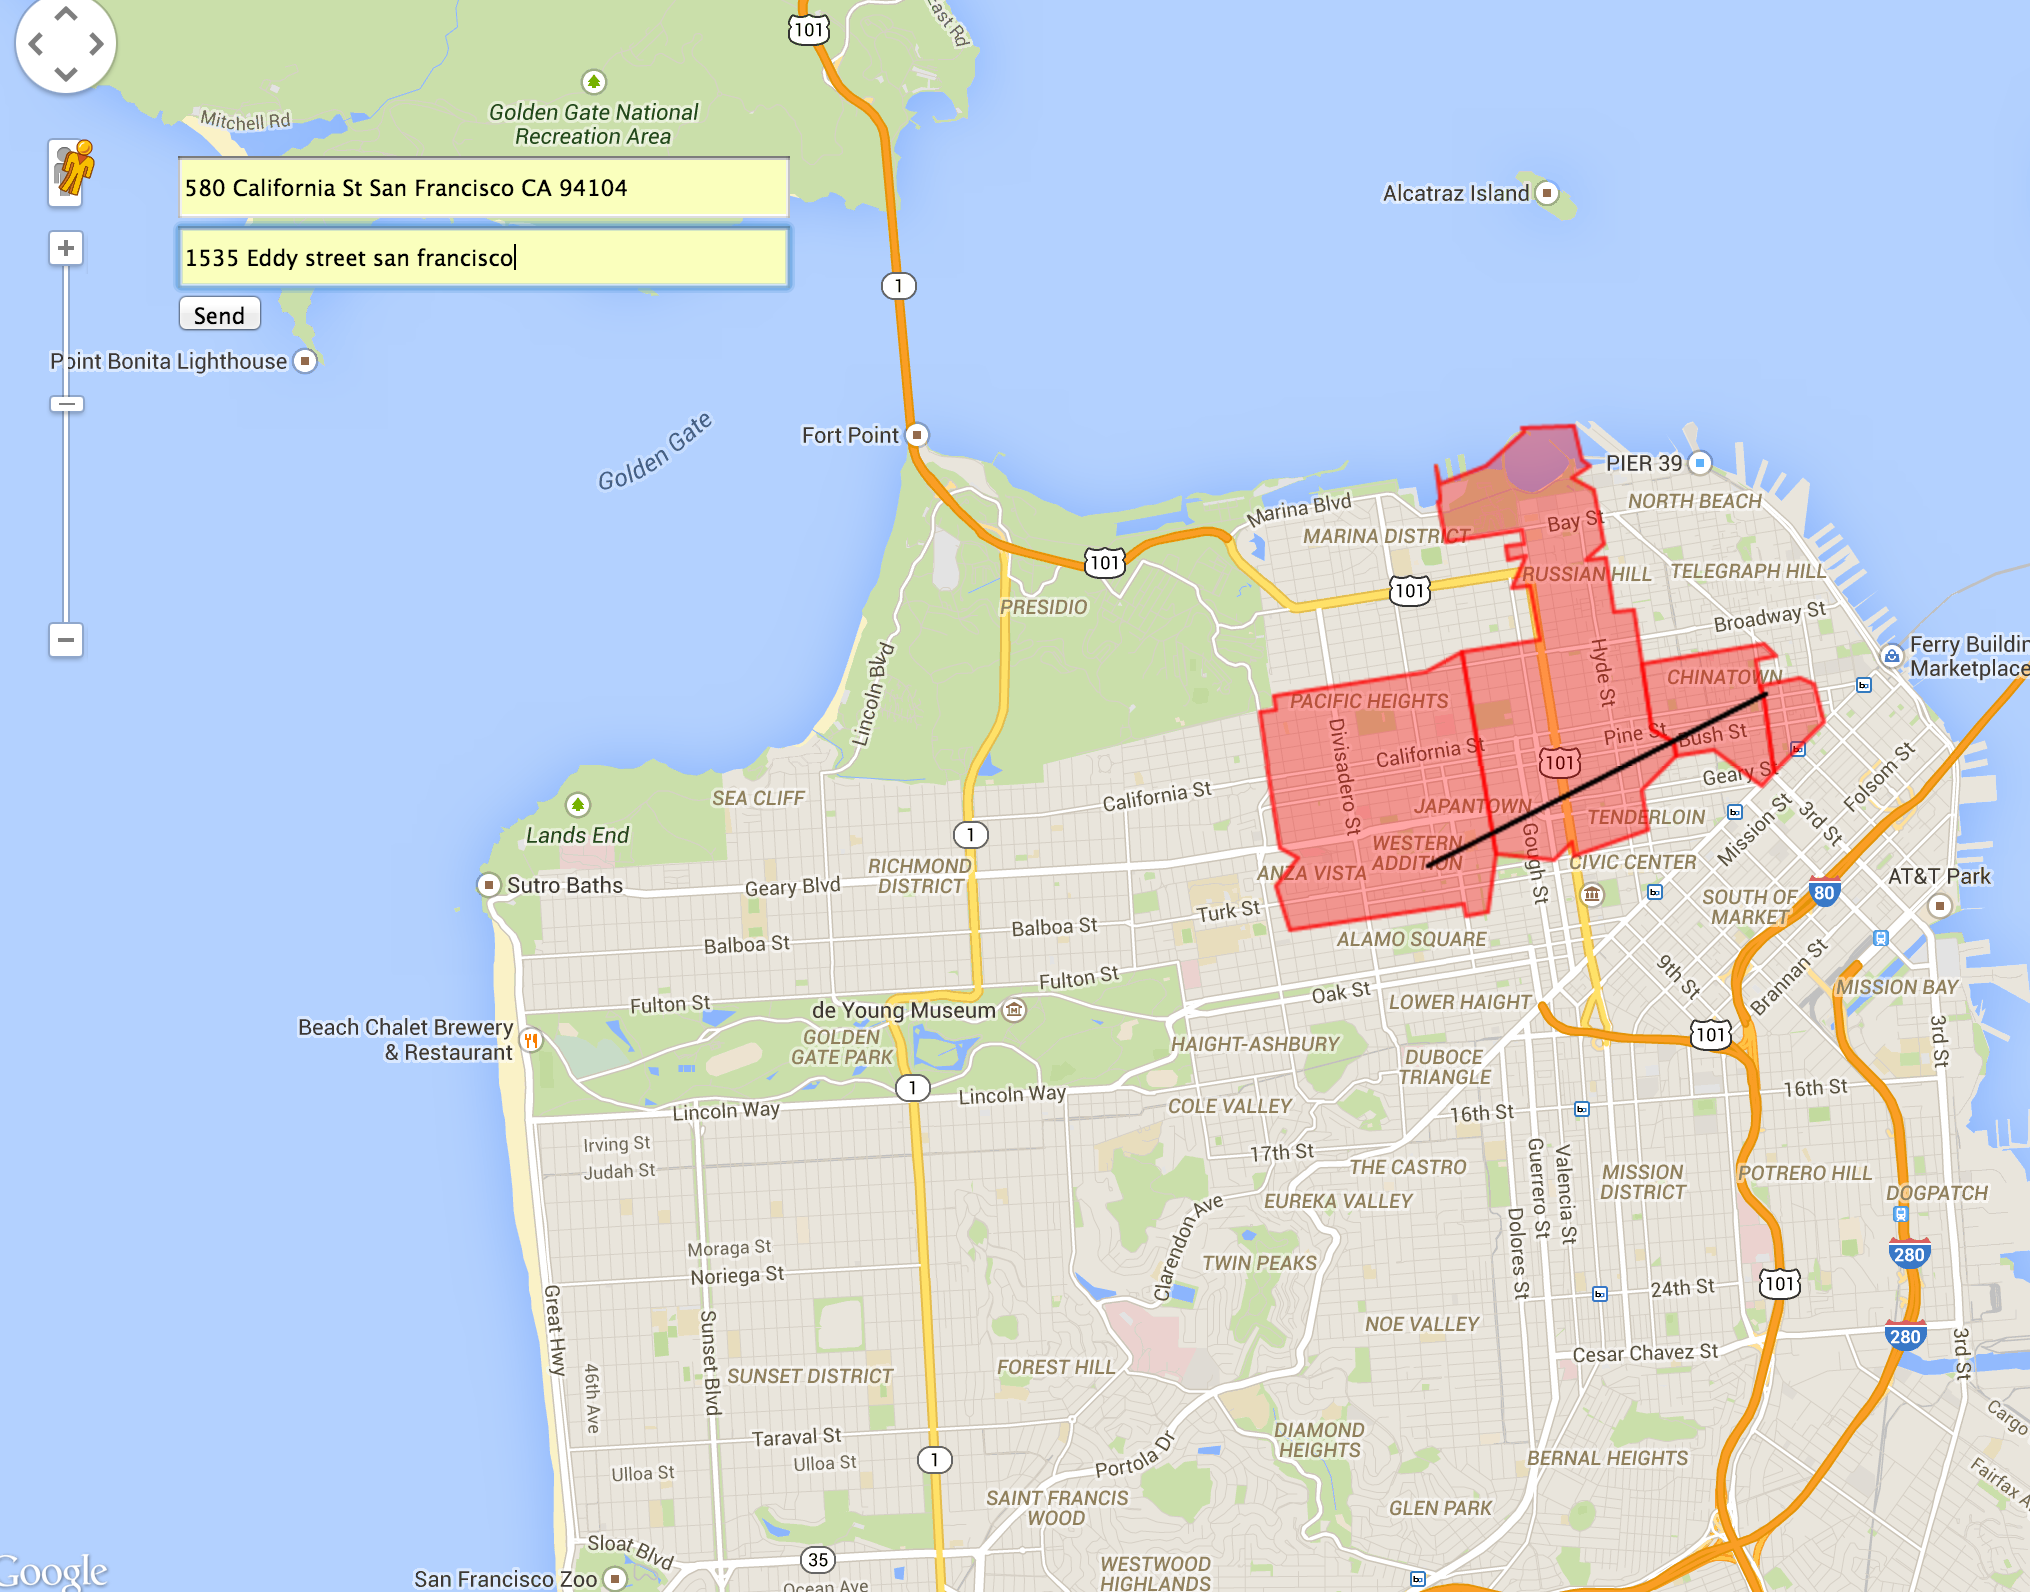 101
East Rd
Golden Gate National
Recreation Area
Mitchell Rd
580 California St San Francisco CA 94104
Alcatraz Island
1535 Eddy street san francisco
1
Send
Point Bonita Lighthouse
Fort Point
Golden Gate
PIER 39
NORTH BEACH
Marina Blvd
Bay St
MARINA DISTRICT
101
101
RUSSIAN HILL
TELEGRAPH HILL
PRESIDIO
Broadway St
Lincoln Blvd
Hyde St
Ferry Buildin
Marketplace
CHINATOWN
PACIFIC HEIGHTS
Divisadero St
Pine St
Bush St
California St
101
Geary St
Folsom St
SEA CLIFF
California St
JAPANTOWN
TENDERLOIN
Mission St
3rd St
Lands End
1
WESTERN
ADDITION
Gough St
RICHMOND
DISTRICT
ANZA VISTA
CIVIC CENTER
AT&T Park
Sutro Baths
Geary Blvd
80
SOUTH OF
MARKET
Turk St
Balboa St
Balboa St
ALAMO SQUARE
9th St
Brannan St
Fulton St
Fulton St
Oak St
LOWER HAIGHT
MISSION BAY
de Young Museum
Beach Chalet Brewery
& Restaurant
GOLDEN
GATE PARK
HAIGHT-ASHBURY
101
3rd St
DUBOCE
TRIANGLE
1
Lincoln Way
Lincoln Way
16th St
COLE VALLEY
16th St
Irving St
Judah St
17th St
THE CASTRO
Guerrero St
Valencia St
MISSION
DISTRICT
POTRERO HILL
EUREKA VALLEY
DOGPATCH
Clarendon Ave
Dolores St
Moraga St
TWIN PEAKS
280
Noriega St
24th St
101
Great Hwy
Sunset Blvd
NOE VALLEY
280
3rd St
46th Ave
SUNSET DISTRICT
FOREST HILL
Cesar Chavez St
Cargo
Taraval St
DIAMOND
HEIGHTS
Portola Dr
BERNAL HEIGHTS
1
Ulloa St
Ulloa St
Fairfax A
SAINT FRANCIS
WOOD
GLEN PARK
Sloat Blvd
35
Google
San Francisco Zoo
Ocean Ave
WESTWOOD
HIGHLANDS